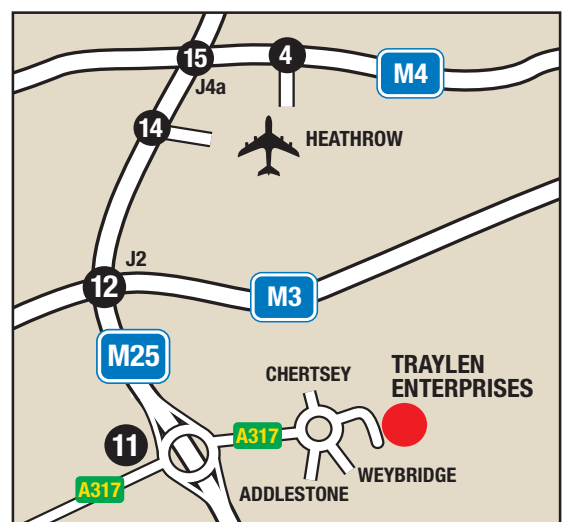 15
4
M4
J4a
14
HEATHROW
J2
12
M3
M25
CHERTSEY
TRAYLEN
ENTERPRISES
11
A317
WEYBRIDGE
A317
ADDLESTONE